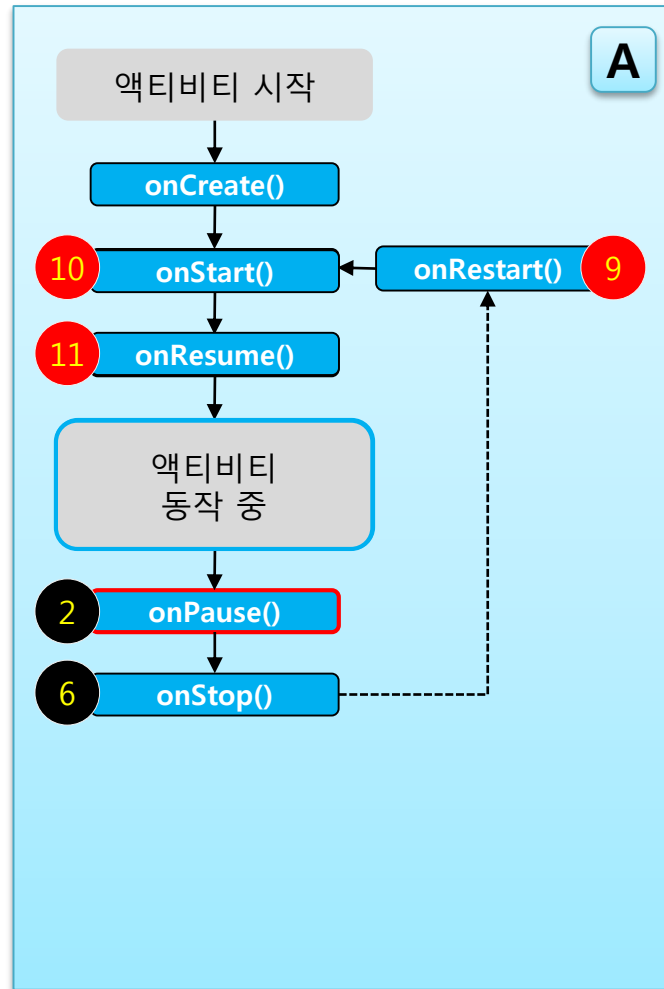 A
액티비티 시작
onCreate()
10
onStart()
onRestart()
9
11
onResume()
액티비티
동작 중
2
onPause()
6
onStop()